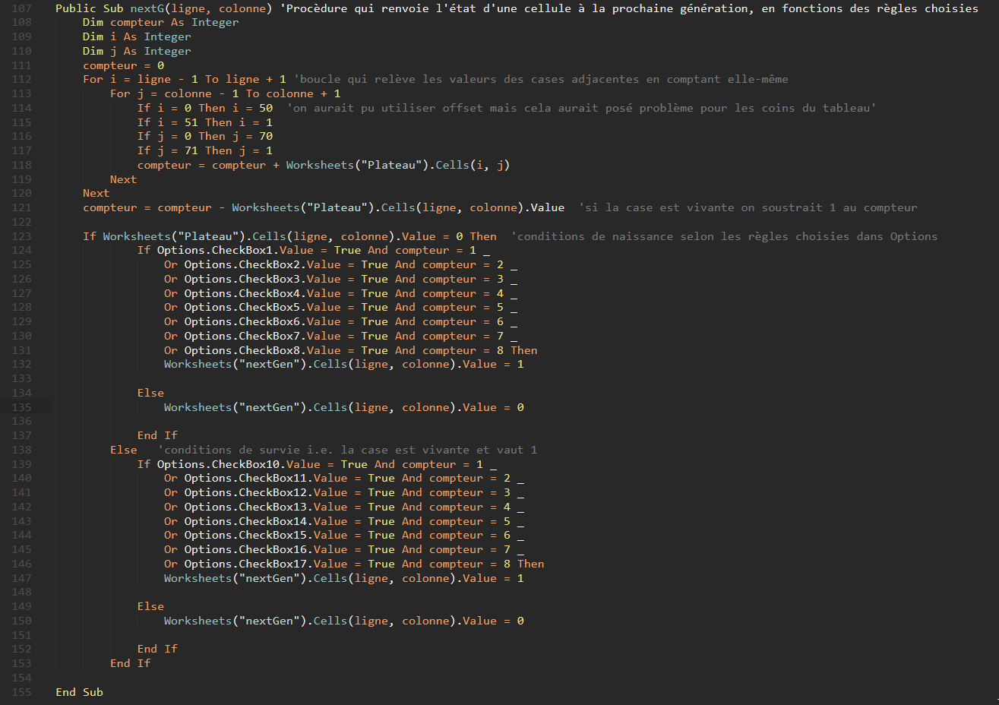 107 Public Sub nextG(ligne, colonne) 'Procèdure qui renvoie l'état d'une cellule à la prochaine génération, en fonctions des règles choisies
108 Dim compteur As Integer
109 Dim i As Integer
110 Dim j As Integer
111 compteur = 0
112 For i = ligne - 1 To ligne + 1 'boucle qui relève les valeurs des cases adjacentes en comptant elle-même
113 For j = colonne - 1 To colonne + 1
114 If i = 0 Then i = 50 'on aurait pu utiliser offset mais cela aurait posé problème pour les coins du tableau'
115 If i = 51 Then i = 1
116 If j = 0 Then j = 70
117 If j = 71 Then j = 1
118 compteur = compteur + Worksheets("Plateau").Cells(i, j)
119 Next
120 Next
121 compteur = compteur - Worksheets("Plateau").Cells(ligne, colonne).Value 'si la case est vivante on soustrait 1 au compteur
122
123 If Worksheets("Plateau").Cells(ligne, colonne).Value = 0 Then 'conditions de naissance selon les règles choisies dans Options
124 If Options.CheckBox1.Value = True And compteur = 1 _
125 Or Options.CheckBox2.Value = True And compteur = 2 _
126 Or Options.CheckBox3.Value = True And compteur = 3 _
127 Or Options.CheckBox4.Value = True And compteur = 4 _
128 Or Options.CheckBox5.Value = True And compteur = 5 _
129 Or Options.CheckBox6.Value = True And compteur = 6 _
130 Or Options.CheckBox7.Value = True And compteur = 7 _
131 Or Options.CheckBox8.Value = True And compteur = 8 Then
132 Worksheets("nextGen").Cells(ligne, colonne).Value = 1
133
134 Else
135 Worksheets("nextGen").Cells(ligne, colonne).Value = 0
136
137 End If
138 Else 'conditions de survie i.e. la case est vivante et vaut 1
139 If Options.CheckBox10.Value = True And compteur = 1 _
140 Or Options.CheckBox11.Value = True And compteur = 2 _
141 Or Options.CheckBox12.Value = True And compteur = 3 _
142 Or Options.CheckBox13.Value = True And compteur = 4 _
143 Or Options.CheckBox14.Value = True And compteur = 5 _
144 Or Options.CheckBox15.Value = True And compteur = 6 _
145 Or Options.CheckBox16.Value = True And compteur = 7 _
146 Or Options.CheckBox17.Value = True And compteur = 8 Then
147 Worksheets("nextGen").Cells(ligne, colonne).Value = 1
148
149 Else
150 Worksheets("nextGen").Cells(ligne, colonne).Value = 0
151
152 End If
153 End If
154
155 End Sub